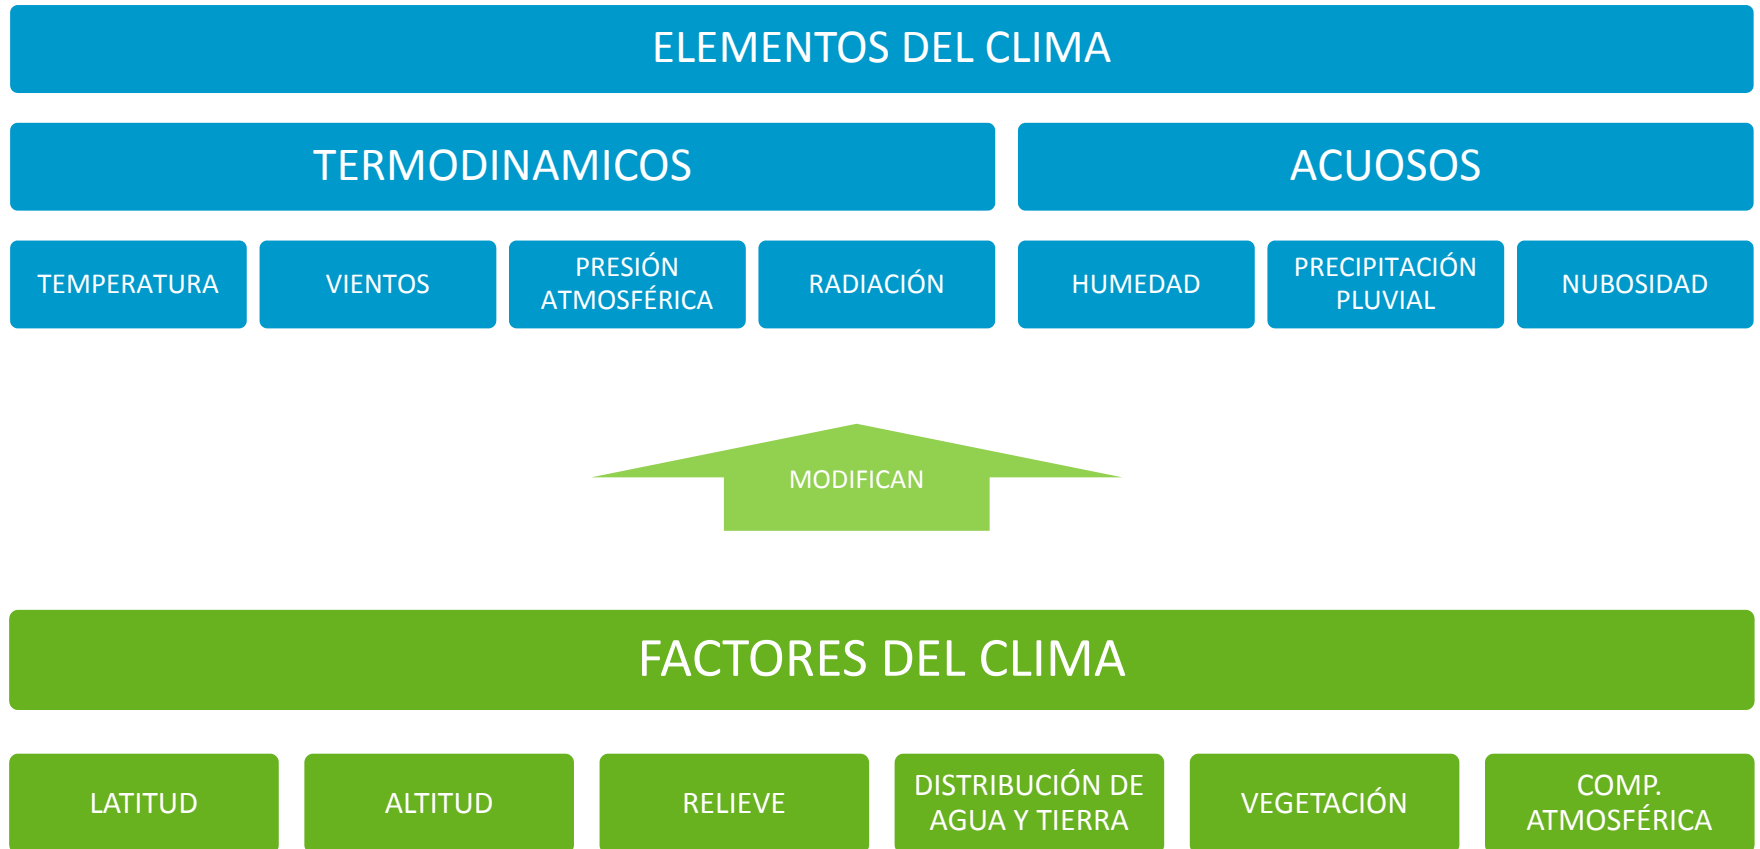 ELEMENTOS DEL CLIMA
TERMODINAMICOS
ACUOSOS
TEMPERATURA
VIENTOS
PRESIÓN
ATMOSFÉRICA
RADIACIÓN
HUMEDAD
PRECIPITACIÓN
PLUVIAL
NUBOSIDAD
MODIFICAN
FACTORES DEL CLIMA
LATITUD
ALTITUD
RELIEVE
DISTRIBUCIÓN DE
AGUA Y TIERRA
VEGETACIÓN
COMP.
ATMOSFÉRICA